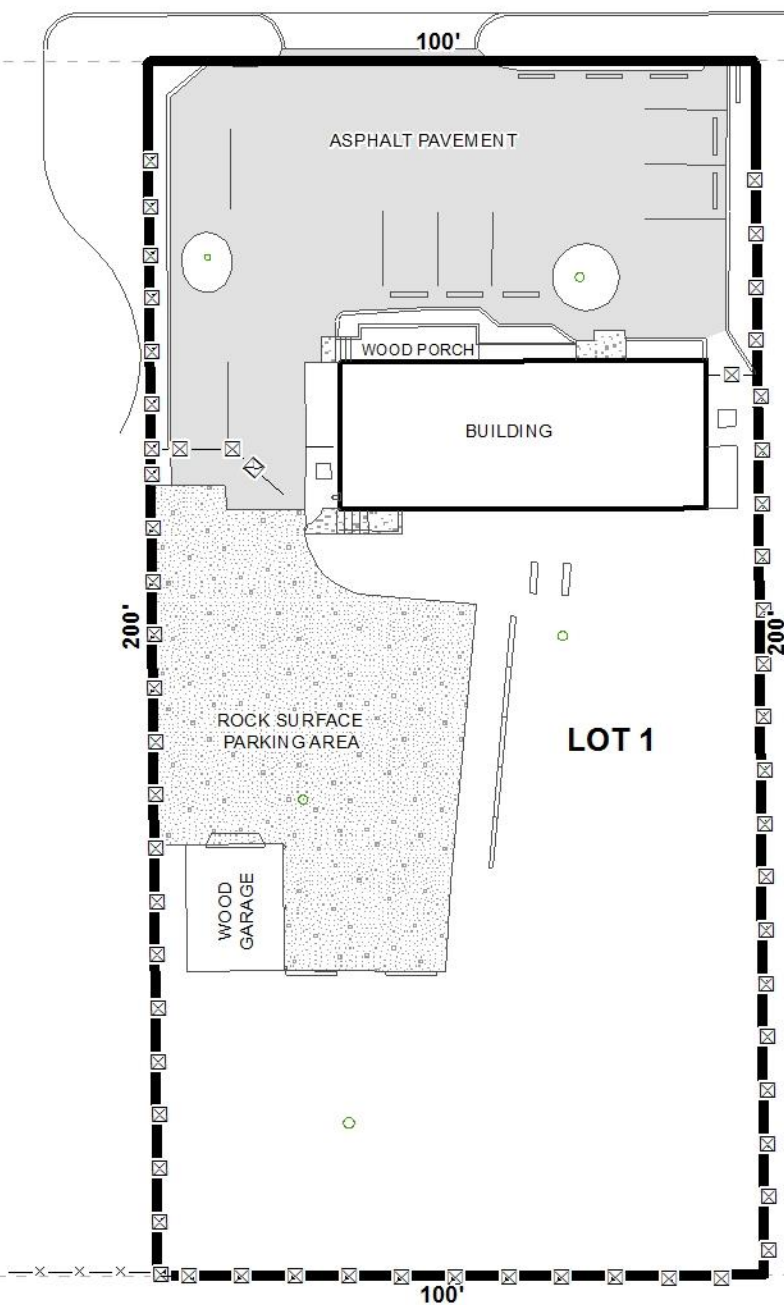 100'
ASPHALT PAVEMENT
WOOD PORCH
BUILDING
200'
200'
ROCK SURFACE
PARKING AREA
LOT 1
WOOD
GARAGE
100'